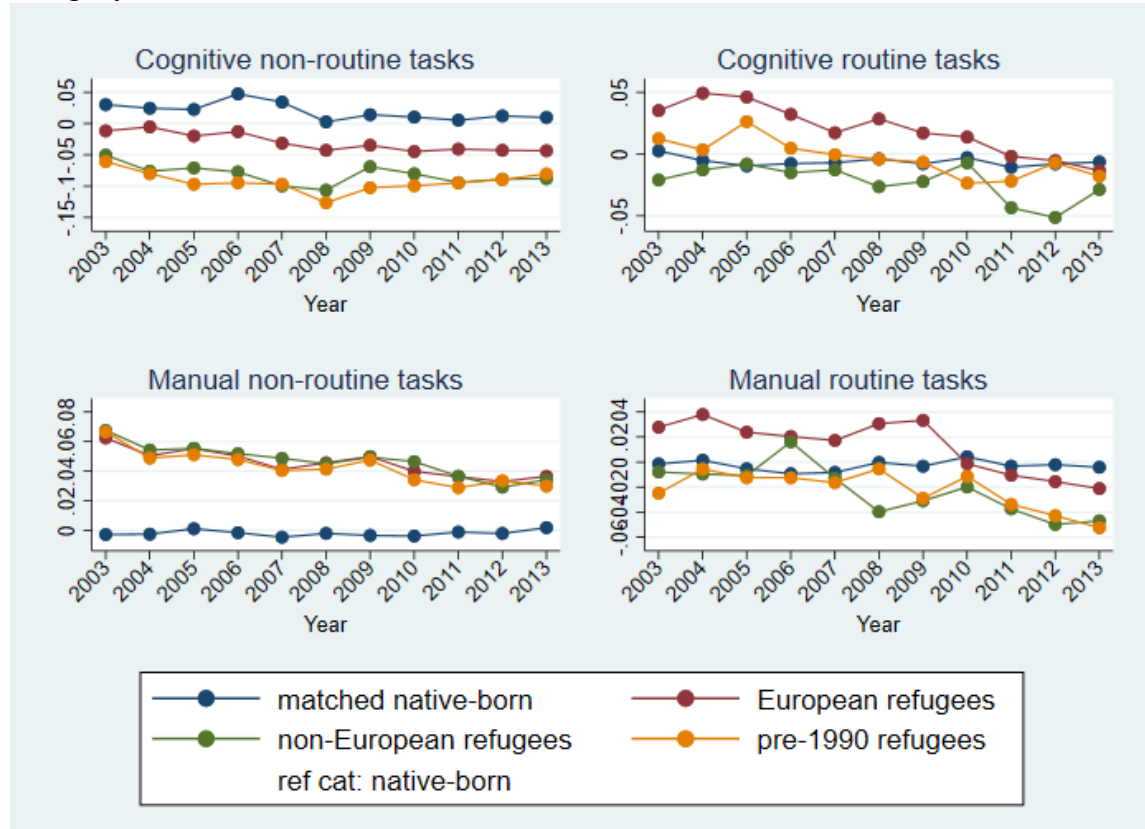 Cognitive non-routine tasks
-.15-.1-.05 0 .05
2003 2004 2005 2006 2007 2008 2009 2010 2011 2012 2013
Year
Cognitive routine tasks
-.05 0 .05
2003 2004 2005 2006 2007 2008 2009 2010 2011 2012 2013
Year
Manual non-routine tasks
0 .02.04.06.08
2003 2004 2005 2006 2007 2008 2009 2010 2011 2012 2013
Year
Manual routine tasks
-.0604020 .0204
2003 2004 2005 2006 2007 2008 2009 2010 2011 2012 2013
Year
matched native-born
European refugees
non-European refugees
pre-1990 refugees
ref cat: native-born